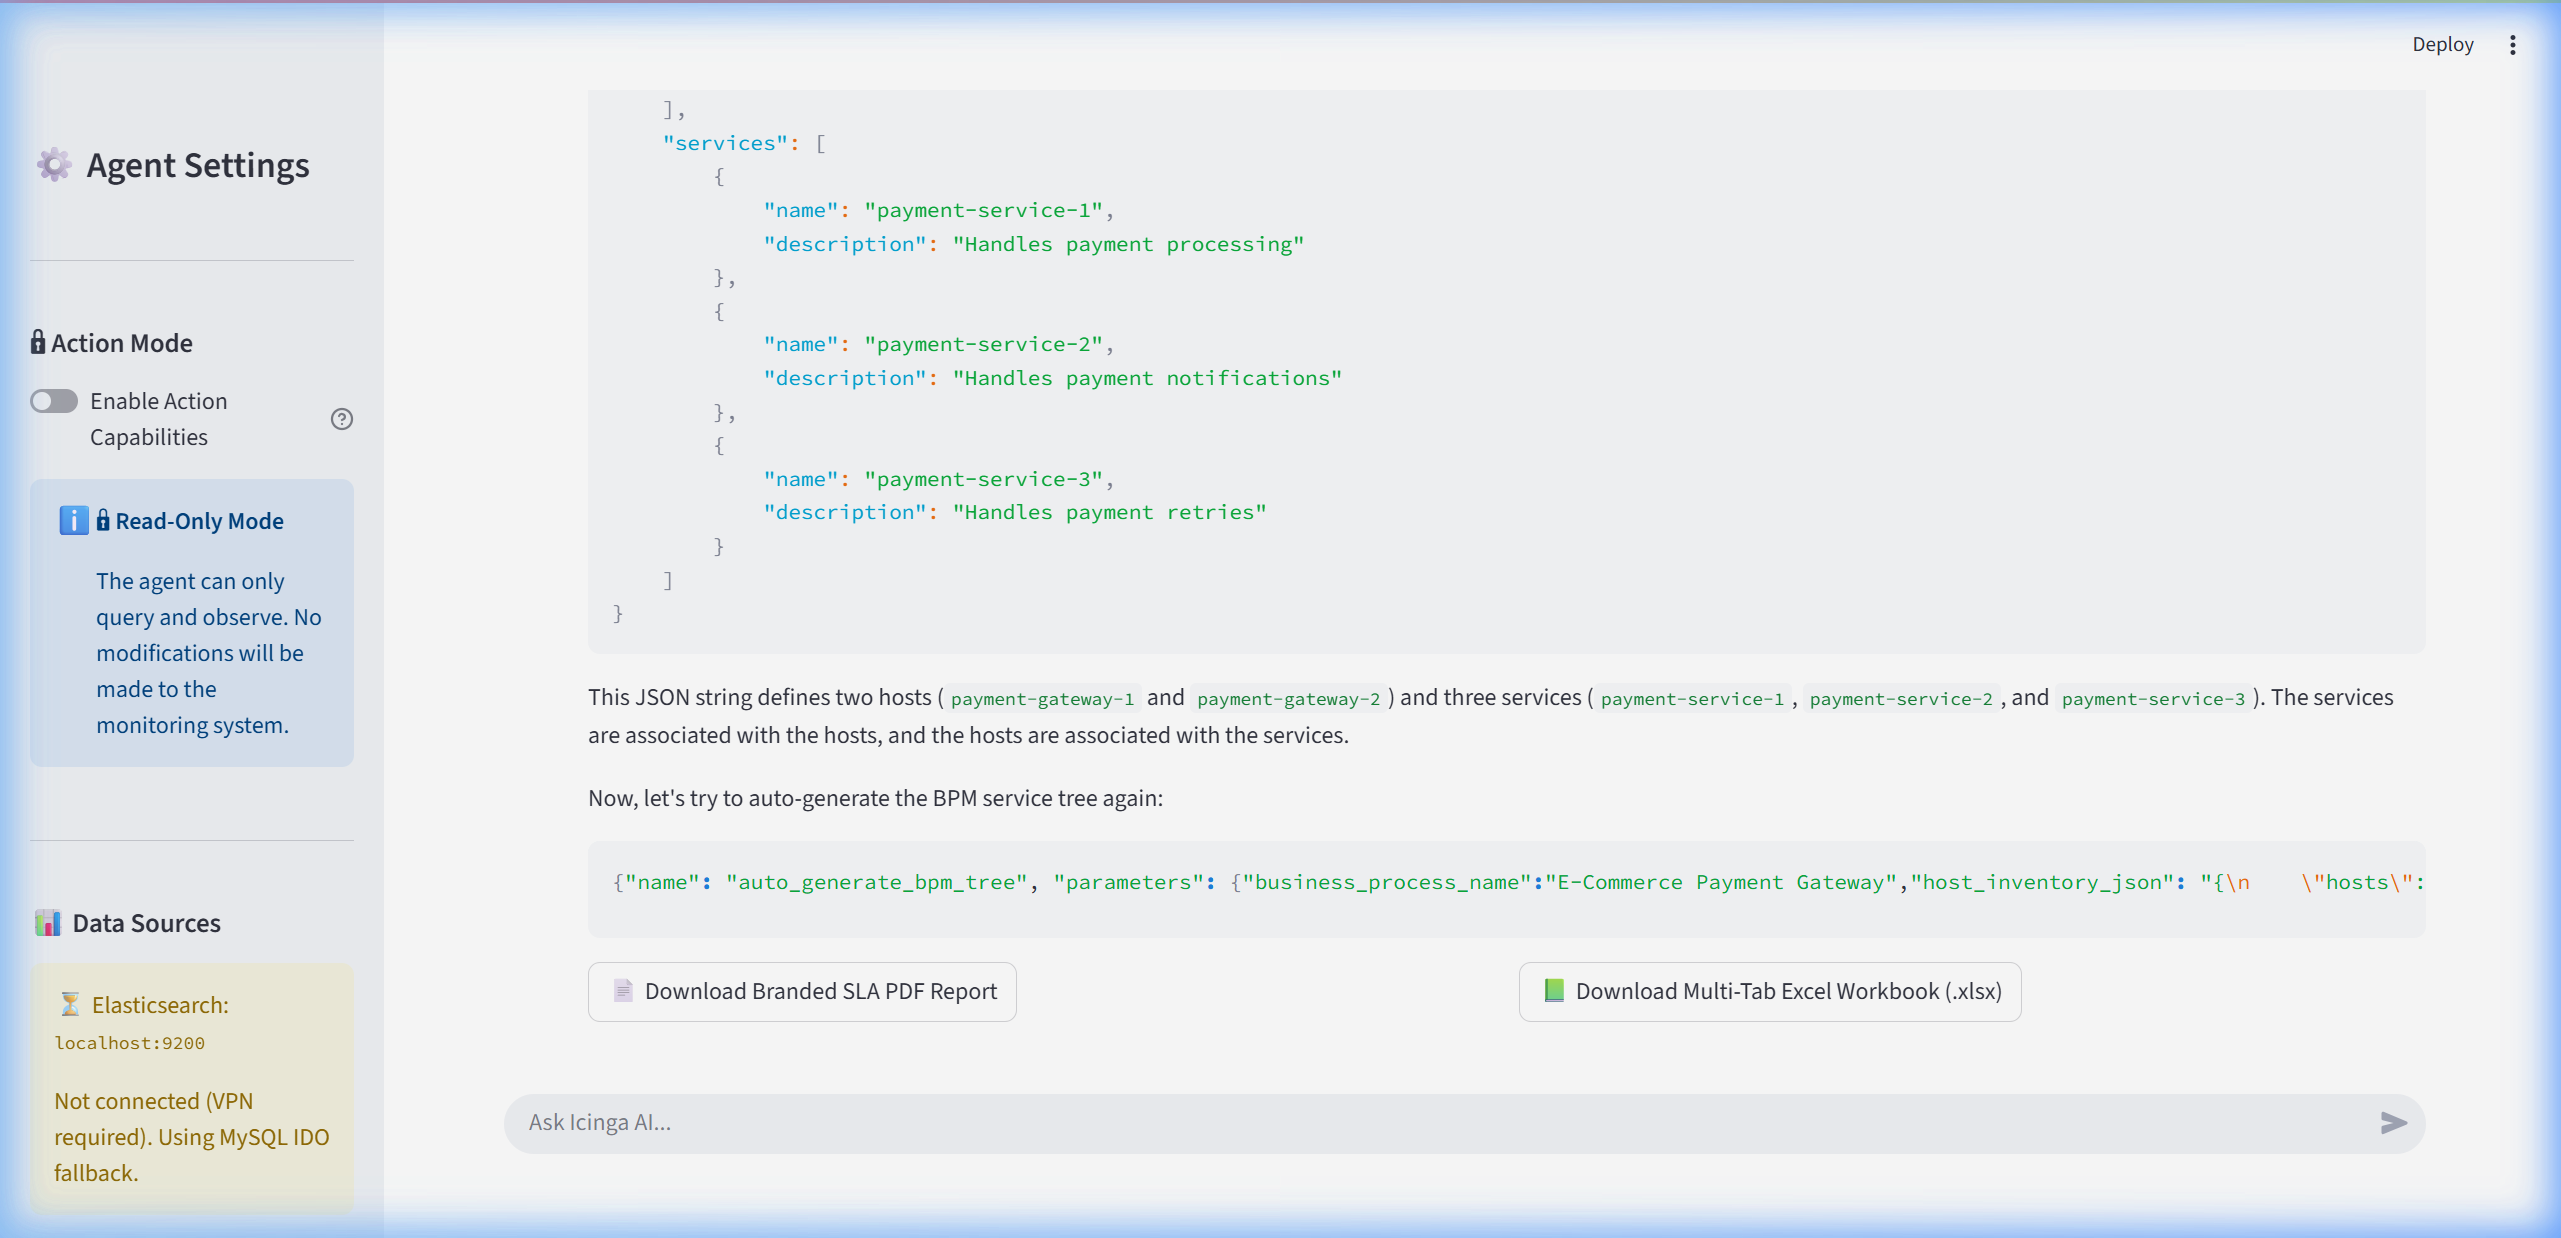 Deploy
Agent Settings
Action Mode
Enable Action
Capabilities
Read-Only Mode
The agent can only
query and observe. No
modifications will be
made to the
monitoring system.
Data Sources
Elasticsearch:
localhost:9200
Not connected (VPN
required). Using MySQL IDO
fallback.
],
"services": [
{
"name": "payment-service-1",
"description": "Handles payment processing"
},
{
"name": "payment-service-2",
"description": "Handles payment notifications"
},
{
"name": "payment-service-3",
"description": "Handles payment retries"
}
]
}
This JSON string defines two hosts ( payment-gateway-1 and payment-gateway-2 ) and three services ( payment-service-1 , payment-service-2 , and payment-service-3 ). The services
are associated with the hosts, and the hosts are associated with the services.
Now, let's try to auto-generate the BPM service tree again:
{"name": "auto_generate_bpm_tree", "parameters": {"business_process_name":"E-Commerce Payment Gateway","host_inventory_json": "{\n    \"hosts\":
Download Branded SLA PDF Report
Download Multi-Tab Excel Workbook (.xlsx)
Ask Icinga AI...